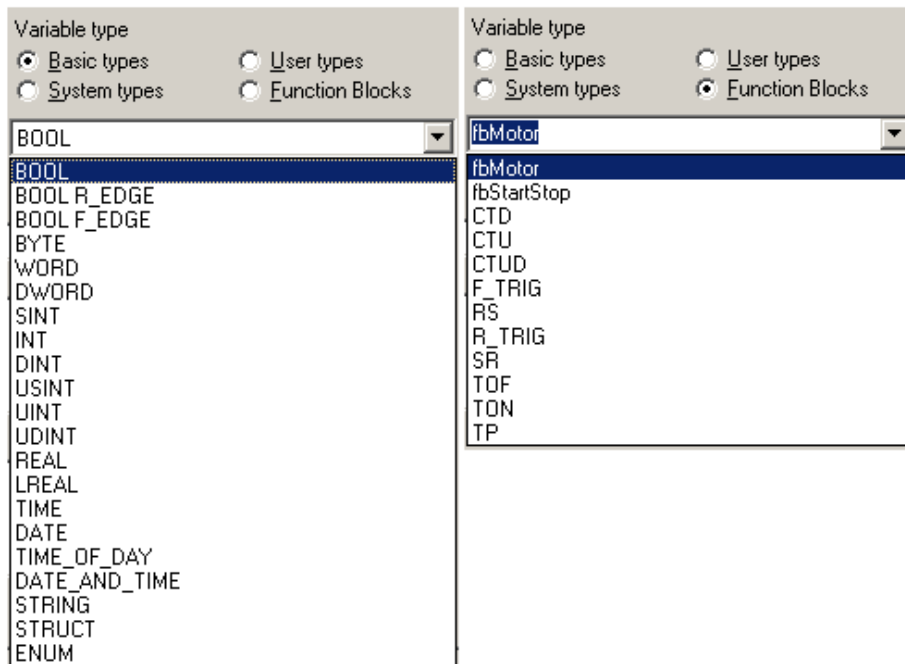 Variable type
Basic types User types
System types Function Blocks
BOOL
BOOL
BOOL R_EDGE
BOOL F_EDGE
BYTE
WORD
DWORD
SINT
INT
DINT
USINT
UINT
UDINT
REAL
LREAL
TIME
DATE
TIME_OF_DAY
DATE_AND_TIME
STRING
STRUCT
ENUM
Variable type
Basic types User types
System types Function Blocks
fbMotor
fbMotor
fbStartStop
CTD
CTU
CTUD
F_TRIG
RS
R_TRIG
SR
TOF
TON
TP